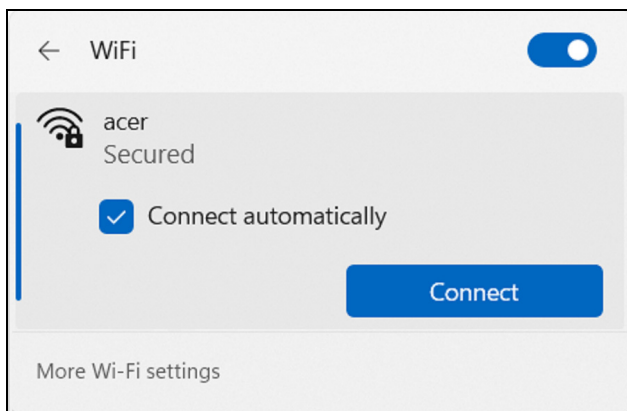 WiFi
acer
Secured
Connect automatically
Connect
More Wi-Fi settings